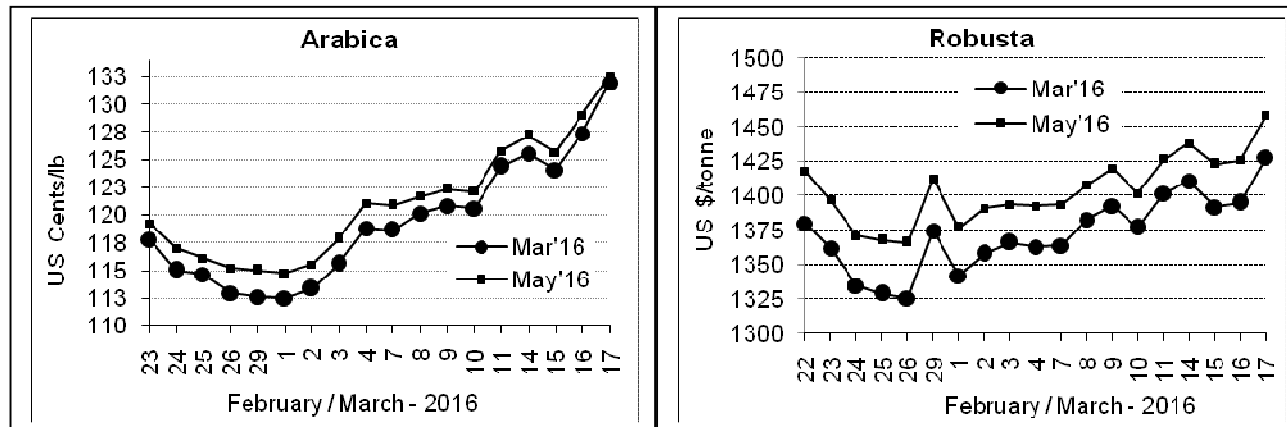 Arabica
133
130
128
125
123
120
118
115
113
110
US Cents/lb
Mar'16
May'16
23 24 25 26 29 1 2 3 4 7 8 9 10 11 14 15 16 17
February / March - 2016
Robusta
1500
1475
1450
1425
1400
1375
1350
1325
1300
US $/tonne
Mar'16
May'16
22 23 24 25 26 29 1 2 3 4 7 8 9 10 11 14 15 16 17
February / March - 2016